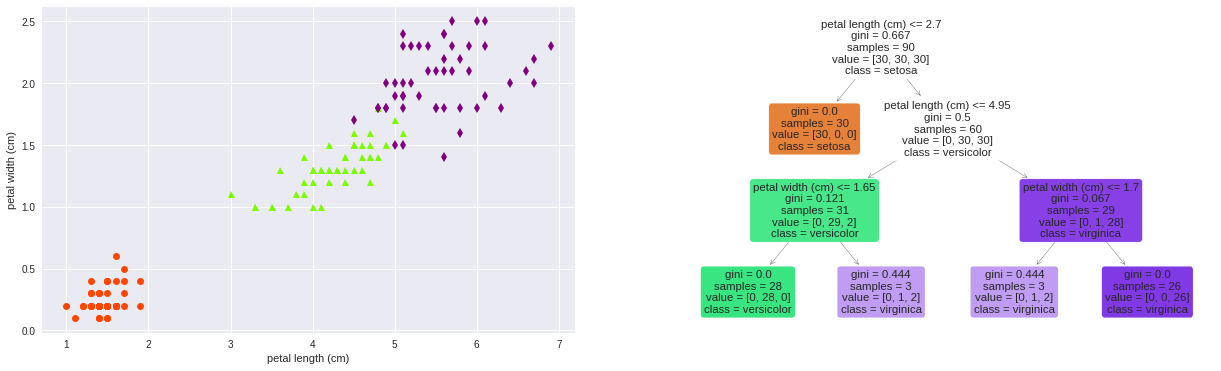 2.5
2.0
1.5
1.0
0.5
0.0
petal width (cm)
1 2 3 4 5 6 7
petal length (cm)
petal length (cm) <= 2.7
gini = 0.667
samples = 90
value = [30, 30, 30]
class = setosa
gini = 0.0
samples = 30
value = [30, 0, 0]
class = setosa
petal length (cm) <= 4.95
gini = 0.5
samples = 60
value = [0, 30, 30]
class = versicolor
petal width (cm) <= 1.65
gini = 0.121
samples = 31
value = [0, 29, 2]
class = versicolor
petal width (cm) <= 1.7
gini = 0.067
samples = 29
value = [0, 1, 28]
class = virginica
gini = 0.0
samples = 28
value = [0, 28, 0]
class = versicolor
gini = 0.444
samples = 3
value = [0, 1, 2]
class = virginica
gini = 0.444
samples = 3
value = [0, 1, 2]
class = virginica
gini = 0.0
samples = 26
value = [0, 0, 26]
class = virginica